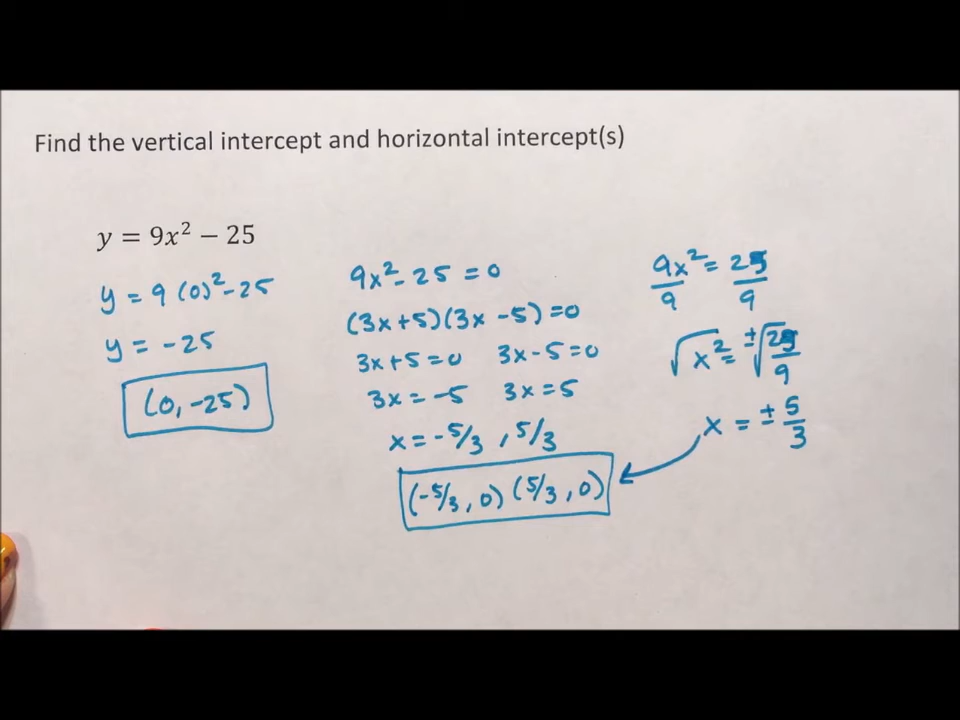 Find the vertical intercept and horizontal intercept(s)
y = 9x² − 25
y = 9 (0)² - 25
y = -25
(0, -25)
9x² - 25 = 0
(3x+5)(3x -5) = 0
3x+5=0 3x-5=0
3x = -5 3x = 5
x = -5/3 , 5/3
(-5/3, 0) (5/3, 0)
9x² = 25
9 9
√x² = ±√25/9
x = ± 5/3